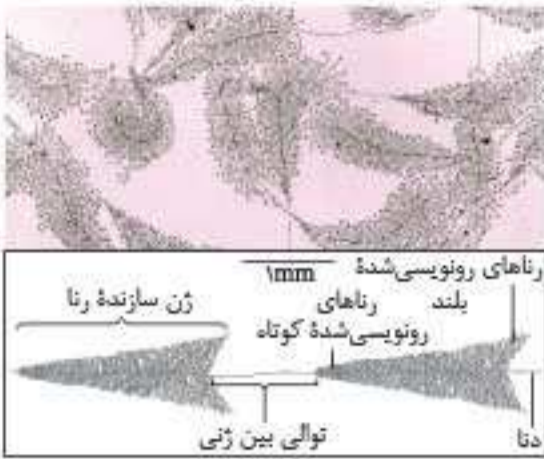 ۱mm
رناهای رونویسی‌شدهٔ
بلند
رناهای
رونویسی‌شدهٔ کوتاه
ژن سازندهٔ رنا
توالی بین ژنی
دنا